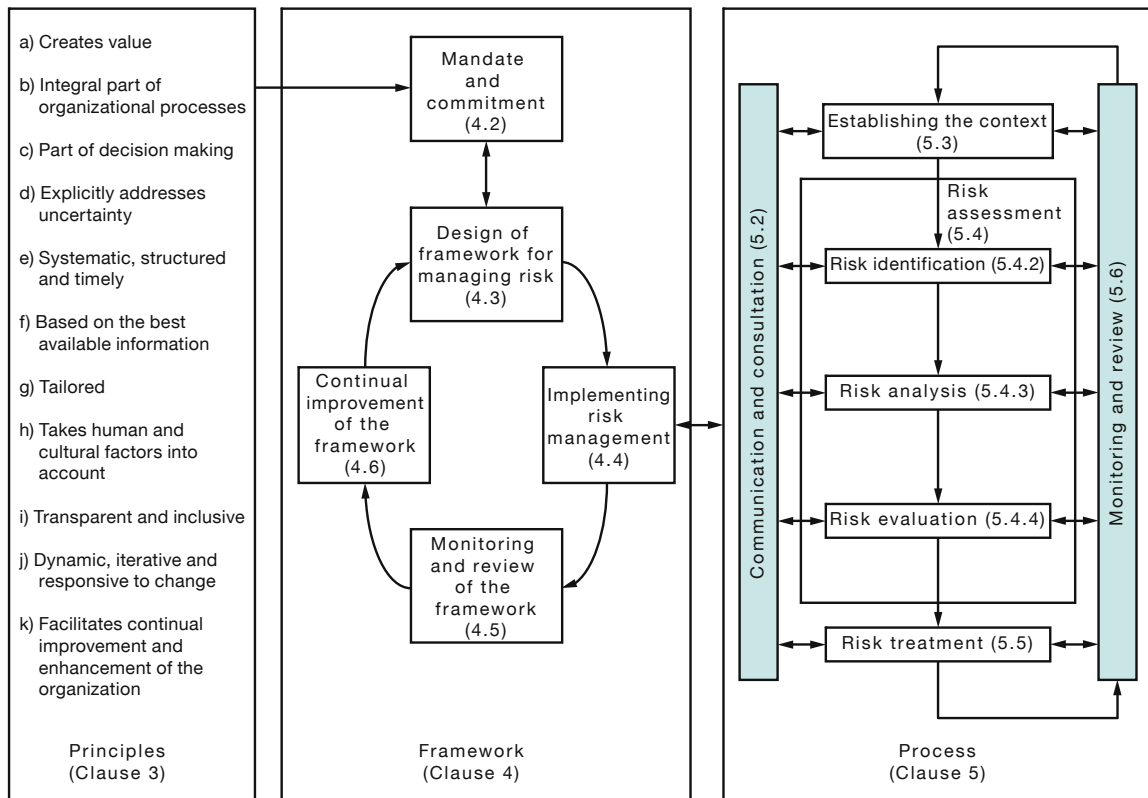 a) Creates value
b) Integral part of
organizational processes
c) Part of decision making
d) Explicitly addresses
uncertainty
e) Systematic, structured
and timely
f) Based on the best
available information
g) Tailored
h) Takes human and
cultural factors into
account
i) Transparent and inclusive
j) Dynamic, iterative and
responsive to change
k) Facilitates continual
improvement and
enhancement of the
organization
Principles
(Clause 3)
Mandate
and
commitment
(4.2)
Design of
framework for
managing risk
(4.3)
Continual
improvement
of the
framework
(4.6)
Implementing
risk
management
(4.4)
Monitoring
and review
of the
framework
(4.5)
Framework
(Clause 4)
Communication and consultation (5.2)
Establishing the context
(5.3)
Risk
assessment
(5.4)
Risk identification (5.4.2)
Risk analysis (5.4.3)
Risk evaluation (5.4.4)
Risk treatment (5.5)
Monitoring and review (5.6)
Process
(Clause 5)